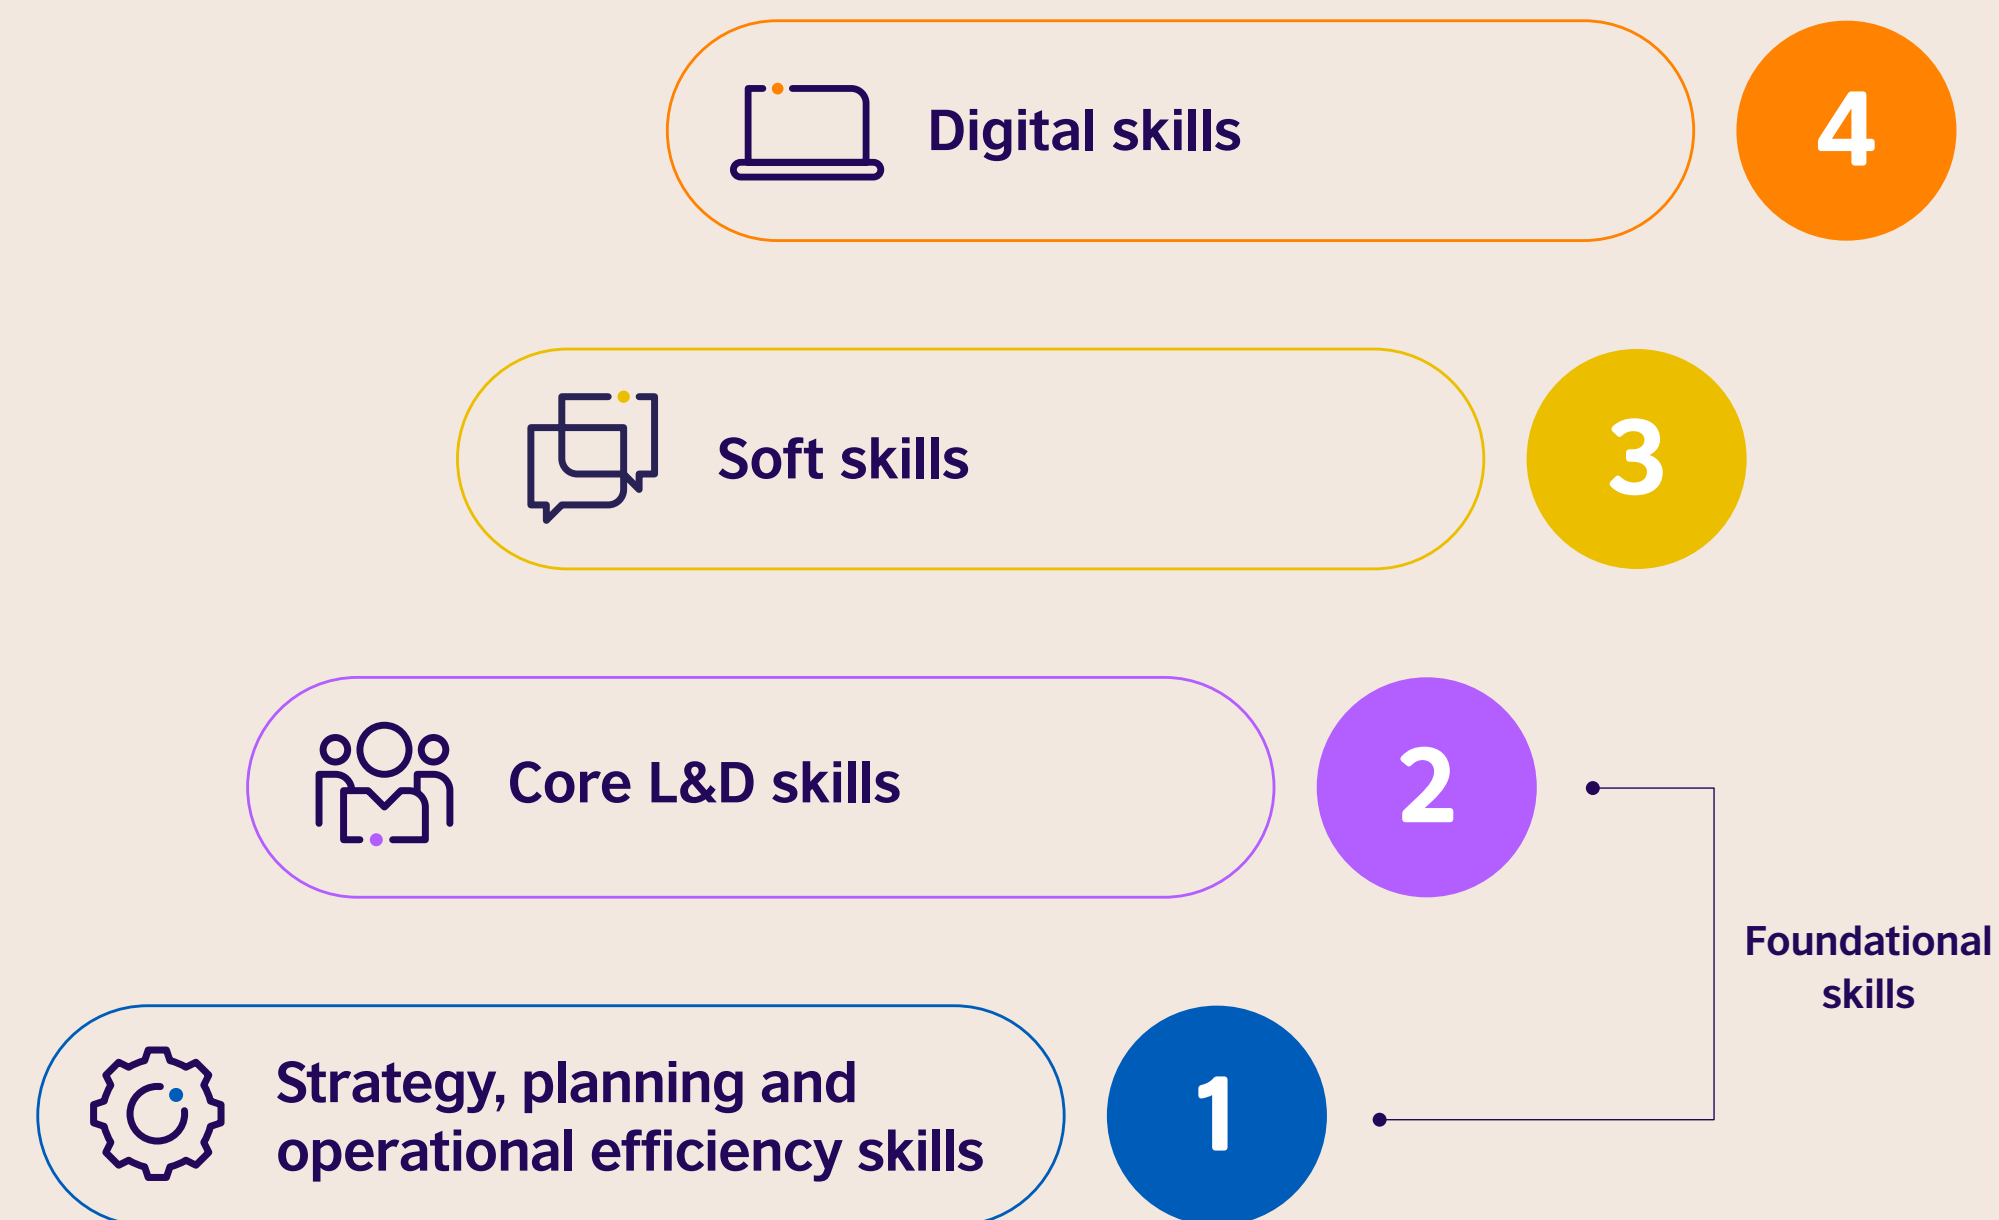 Digital skills
4
Soft skills
3
Core L&D skills
2
Foundational
skills
Strategy, planning and
operational efficiency skills
1